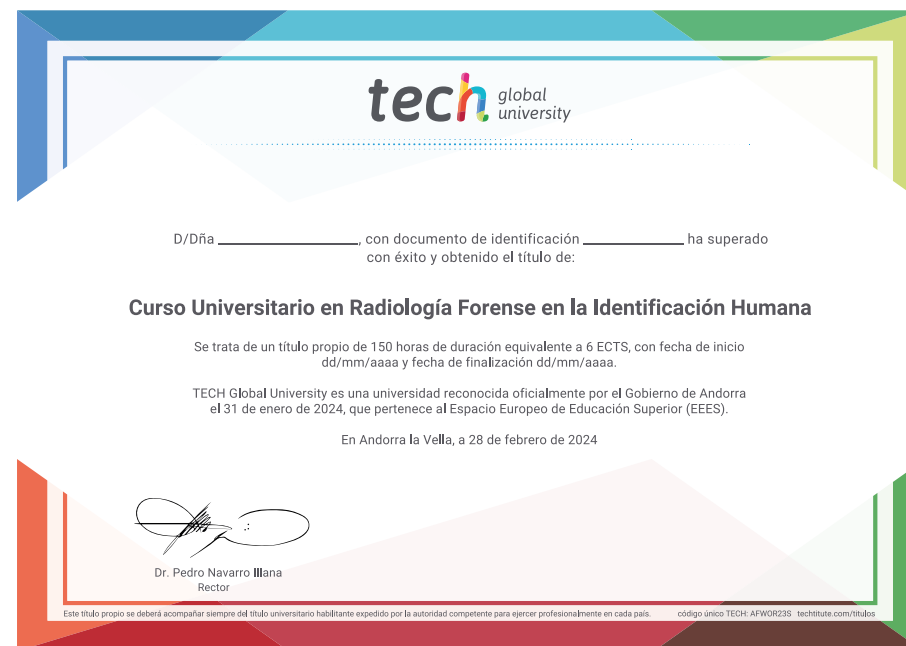 tech global university
D/Dña ______________, con documento de identificación __________ ha superado
con éxito y obtenido el título de:
Curso Universitario en Radiología Forense en la Identificación Humana
Se trata de un título propio de 150 horas de duración equivalente a 6 ECTS, con fecha de inicio
dd/mm/aaaa y fecha de finalización dd/mm/aaaa.
TECH Global University es una universidad reconocida oficialmente por el Gobierno de Andorra
el 31 de enero de 2024, que pertenece al Espacio Europeo de Educación Superior (EEES).
En Andorra la Vella, a 28 de febrero de 2024
Dr. Pedro Navarro Illana
Rector
Este título propio se deberá acompañar siempre del título universitario habilitante expedido por la autoridad competente para ejercer profesionalmente en cada país. código único TECH: AFWOR23S techtitute.com/titulos